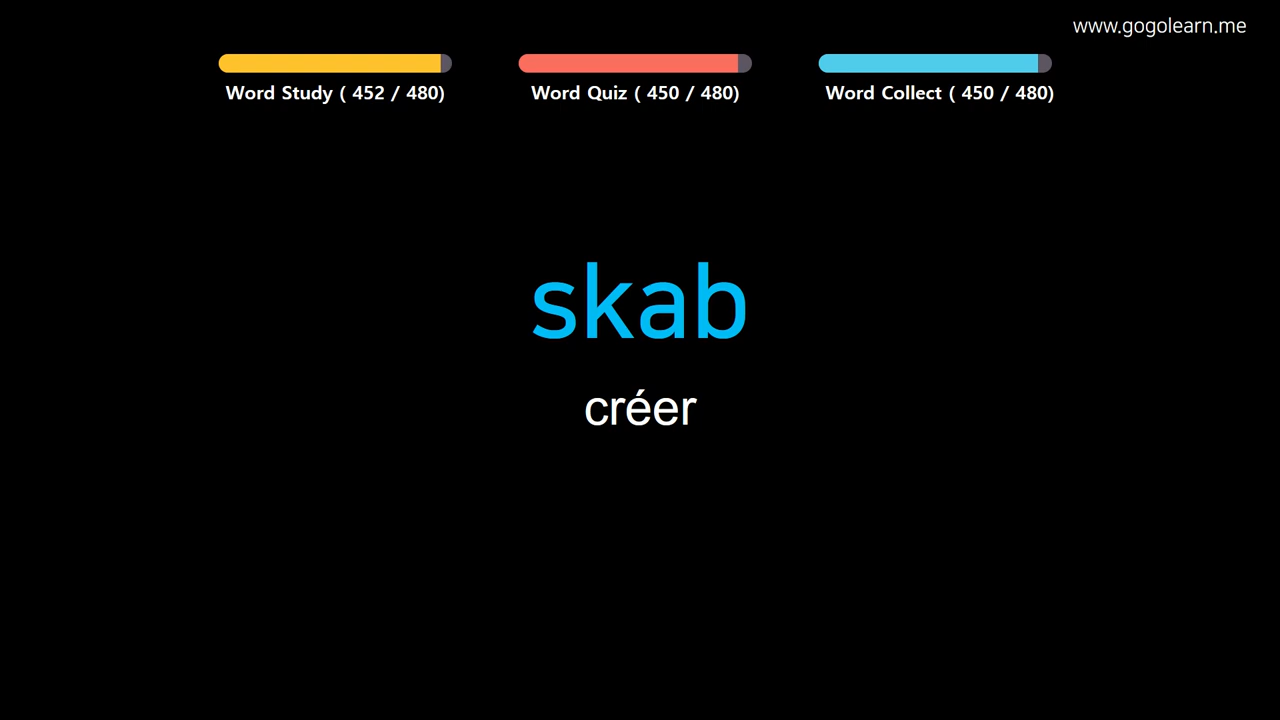 www.gogolearn.me
Word Study ( 452 / 480)
Word Quiz ( 450 / 480)
Word Collect ( 450 / 480)
skab
créer